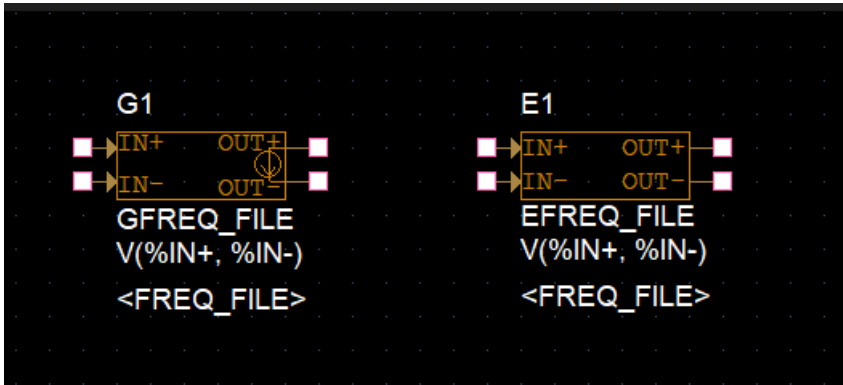 G1
IN+ OUT+
IN- OUT-
GFREQ_FILE
V(%IN+, %IN-)
<FREQ_FILE>
E1
IN+ OUT+
IN- OUT-
EFREQ_FILE
V(%IN+, %IN-)
<FREQ_FILE>